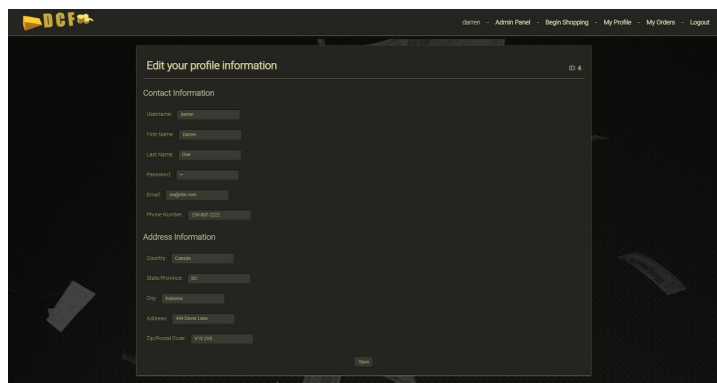 DCF
darren - Admin Panel - Begin Shopping - My Profile - My Orders - Logout
Edit your profile information
ID: 4
Contact Information
Username: darren
First Name: Darren
Last Name: Doe
Password: ••
Email:
Phone Number:
Address Information
Country: Canada
State/Province: BC
City: Kelowna
Address: 444 Dover Lane
Zip/Postal Code: V1V 2X9
Save